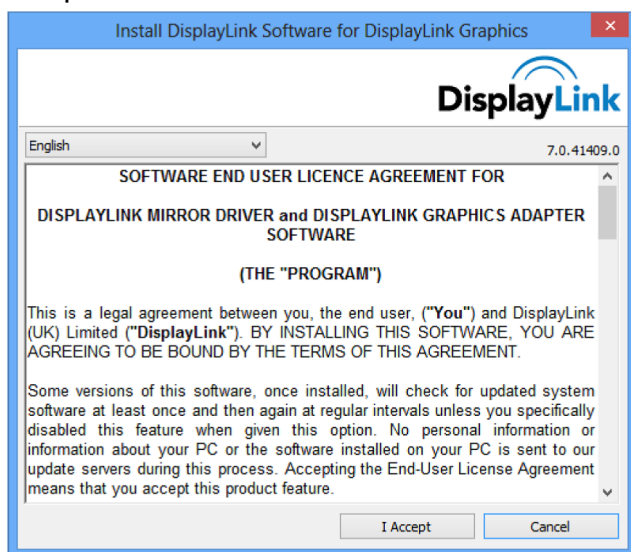 Install DisplayLink Software for DisplayLink Graphics
DisplayLink
English
7.0.41409.0
SOFTWARE END USER LICENCE AGREEMENT FOR
DISPLAYLINK MIRROR DRIVER and DISPLAYLINK GRAPHICS ADAPTER
SOFTWARE
(THE "PROGRAM")
This is a legal agreement between you, the end user, ("You") and DisplayLink
(UK) Limited ("DisplayLink"). BY INSTALLING THIS SOFTWARE, YOU ARE
AGREEING TO BE BOUND BY THE TERMS OF THIS AGREEMENT.
Some versions of this software, once installed, will check for updated system
software at least once and then again at regular intervals unless you specifically
disabled this feature when given this option. No personal information or
information about your PC or the software installed on your PC is sent to our
update servers during this process. Accepting the End-User License Agreement
means that you accept this product feature.
I Accept
Cancel